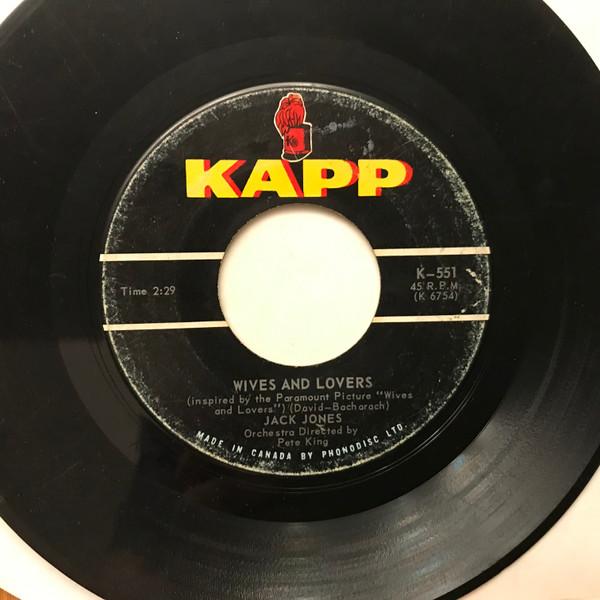 KAPP
Time 2:29
K-551
45 R.P.M
(K 6754)
WIVES AND LOVERS
(inspired by the Paramount Picture "Wives
and Lovers") (David-Bacharach)
JACK JONES
Orchestra Directed by
Pete King
MADE IN CANADA BY PHONODISC LTD.